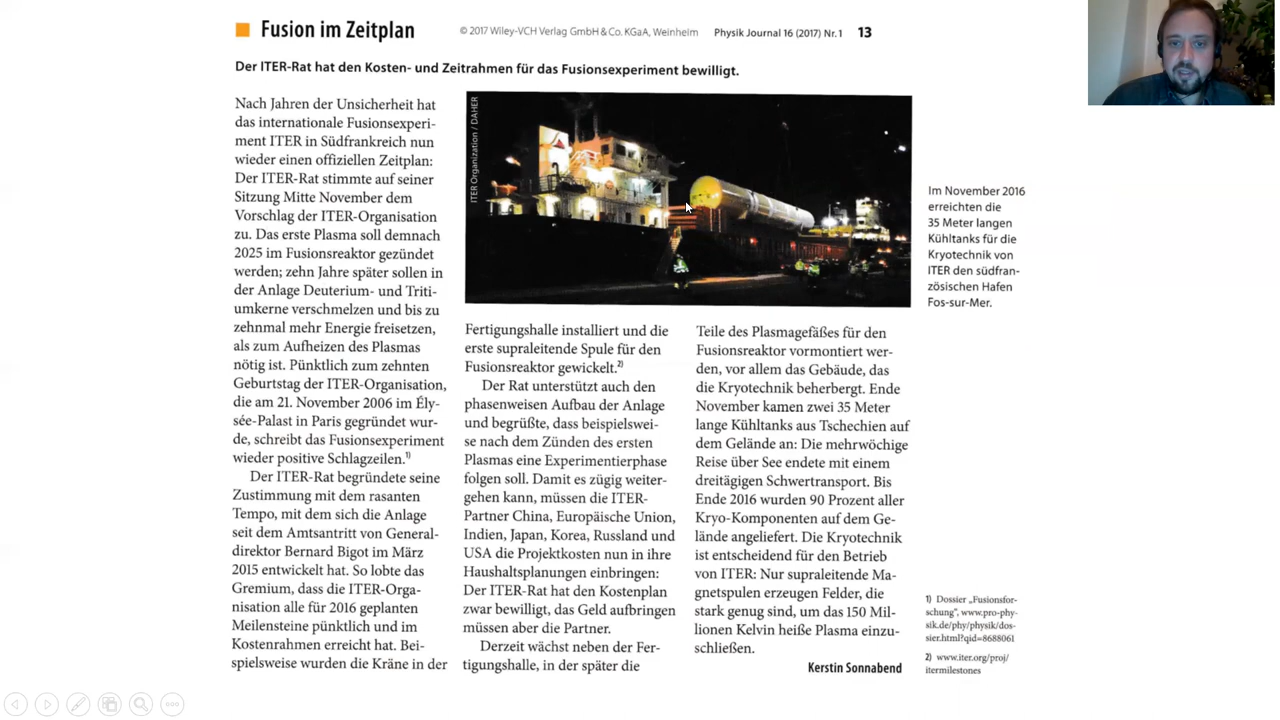 Fusion im Zeitplan
© 2017 Wiley-VCH Verlag GmbH & Co. KGaA, Weinheim
Physik Journal 16 (2017) Nr. 1
13
Der ITER-Rat hat den Kosten- und Zeitrahmen für das Fusionsexperiment bewilligt.
Nach Jahren der Unsicherheit hat
das internationale Fusionsexperi-
ment ITER in Südfrankreich nun
wieder einen offiziellen Zeitplan:
Der ITER-Rat stimmte auf seiner
Sitzung Mitte November dem
Vorschlag der ITER-Organisation
zu. Das erste Plasma soll demnach
2025 im Fusionsreaktor gezündet
werden; zehn Jahre später sollen in
der Anlage Deuterium- und Triti-
umkerne verschmelzen und bis zu
zehnmal mehr Energie freisetzen,
als zum Aufheizen des Plasmas
nötig ist. Pünktlich zum zehnten
Geburtstag der ITER-Organisation,
die am 21. November 2006 im Ély-
sée-Palast in Paris gegründet wur-
de, schreibt das Fusionsexperiment
wieder positive Schlagzeilen.1)
Der ITER-Rat begründete seine
Zustimmung mit dem rasanten
Tempo, mit dem sich die Anlage
seit dem Amtsantritt von General-
direktor Bernard Bigot im März
2015 entwickelt hat. So lobte das
Gremium, dass die ITER-Orga-
nisation alle für 2016 geplanten
Meilensteine pünktlich und im
Kostenrahmen erreicht hat. Bei-
spielsweise wurden die Kräne in der
ITER Organization / DAHER
Fertigungshalle installiert und die
erste supraleitende Spule für den
Fusionsreaktor gewickelt.2)
Der Rat unterstützt auch den
phasenweisen Aufbau der Anlage
und begrüßte, dass beispielswei-
se nach dem Zünden des ersten
Plasmas eine Experimentierphase
folgen soll. Damit es zügig weiter-
gehen kann, müssen die ITER-
Partner China, Europäische Union,
Indien, Japan, Korea, Russland und
USA die Projektkosten nun in ihre
Haushaltsplanungen einbringen:
Der ITER-Rat hat den Kostenplan
zwar bewilligt, das Geld aufbringen
müssen aber die Partner.
Derzeit wächst neben der Fer-
tigungshalle, in der später die
Teile des Plasmagefäßes für den
Fusionsreaktor vormontiert wer-
den, vor allem das Gebäude, das
die Kryotechnik beherbergt. Ende
November kamen zwei 35 Meter
lange Kühltanks aus Tschechien auf
dem Gelände an: Die mehrwöchige
Reise über See endete mit einem
dreitägigen Schwertransport. Bis
Ende 2016 wurden 90 Prozent aller
Kryo-Komponenten auf dem Ge-
lände angeliefert. Die Kryotechnik
ist entscheidend für den Betrieb
von ITER: Nur supraleitende Ma-
gnetspulen erzeugen Felder, die
stark genug sind, um das 150 Mil-
lionen Kelvin heiße Plasma einzu-
schließen.
Kerstin Sonnabend
Im November 2016
erreichten die
35 Meter langen
Kühltanks für die
Kryotechnik von
ITER den südfran-
zösischen Hafen
Fos-sur-Mer.
1) Dossier „Fusionsfor-
schung“, www.pro-phy-
sik.de/phy/physik/dos-
sier.html?qid=8688061
2) www.iter.org/proj/
itermilestones